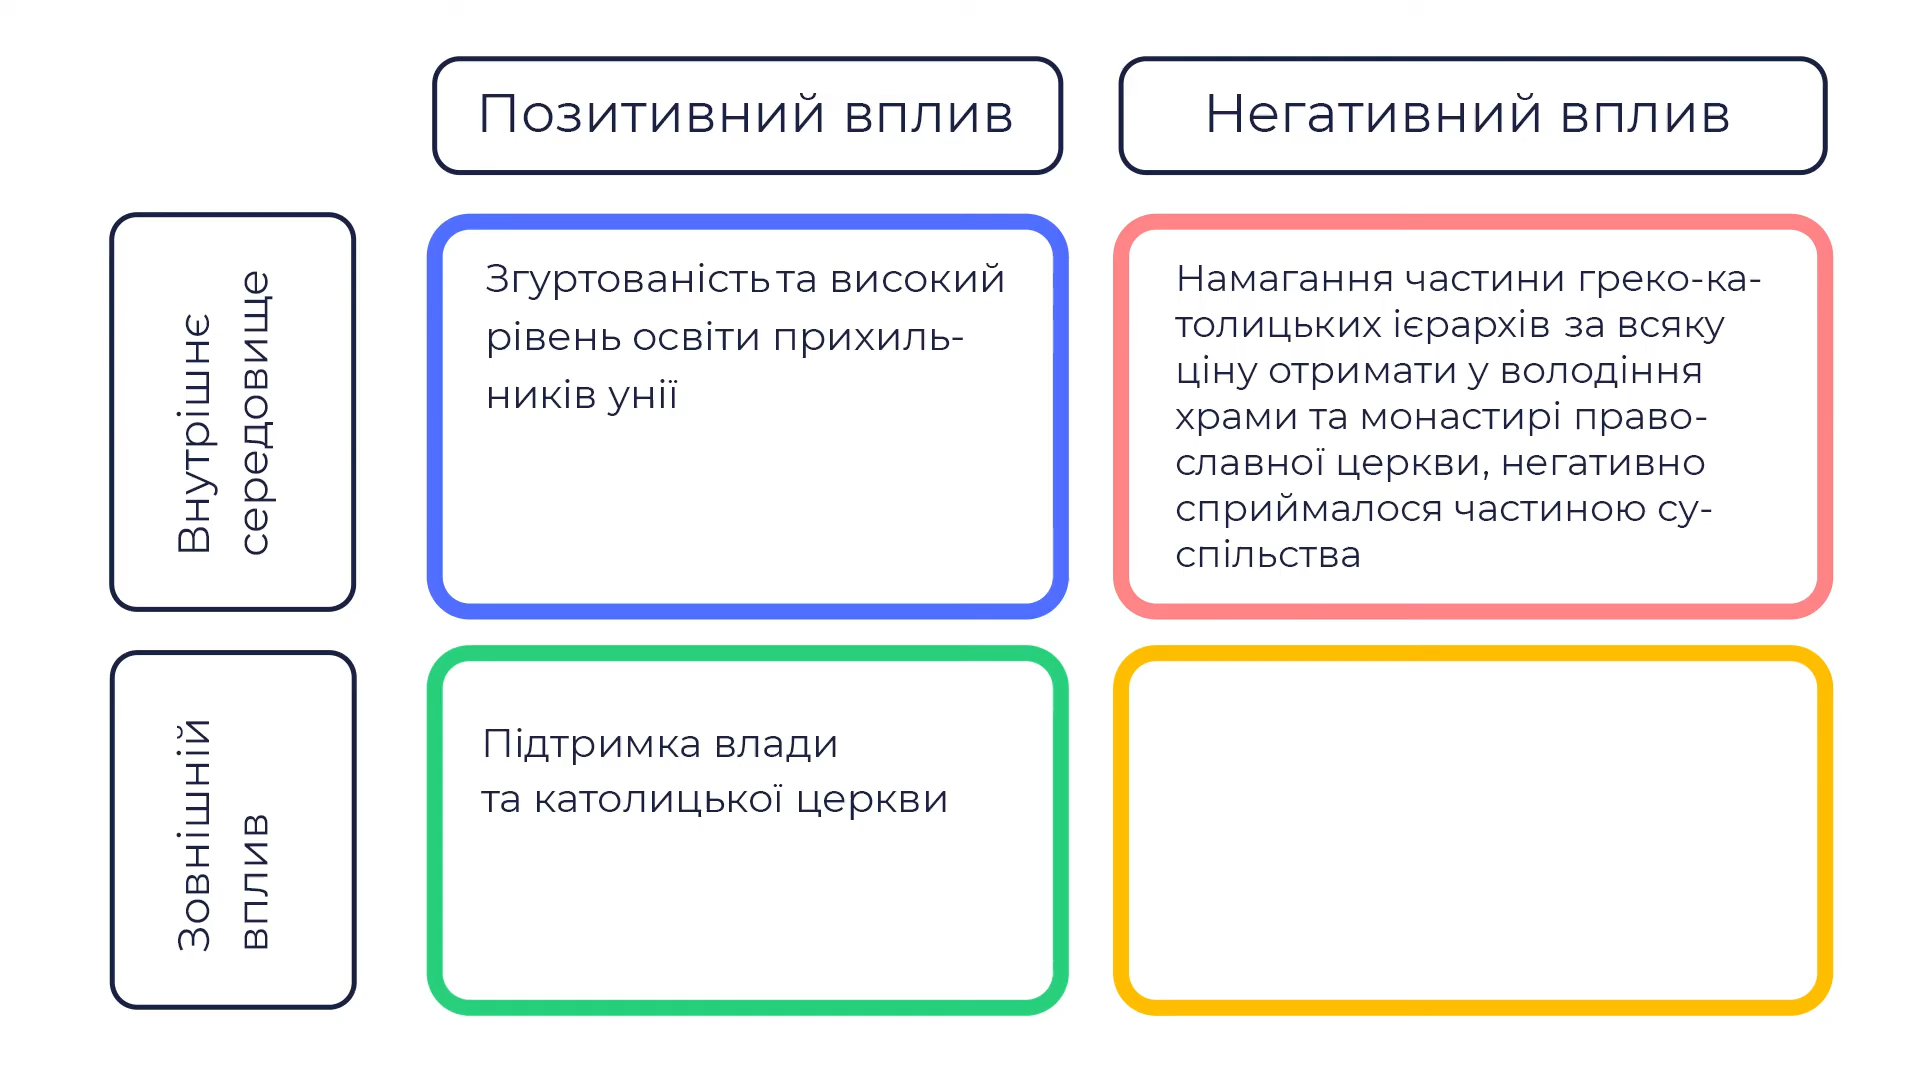 Позитивний вплив
Негативний вплив
Внутрішнє
середовище
Згуртованість та високий
рівень освіти прихиль-
ників унії
Намагання частини греко-ка-
толицьких ієрархів за всяку
ціну отримати у володіння
храми та монастирі право-
славної церкви, негативно
сприймалося частиною су-
спільства
Зовнішній
вплив
Підтримка влади
та католицької церкви